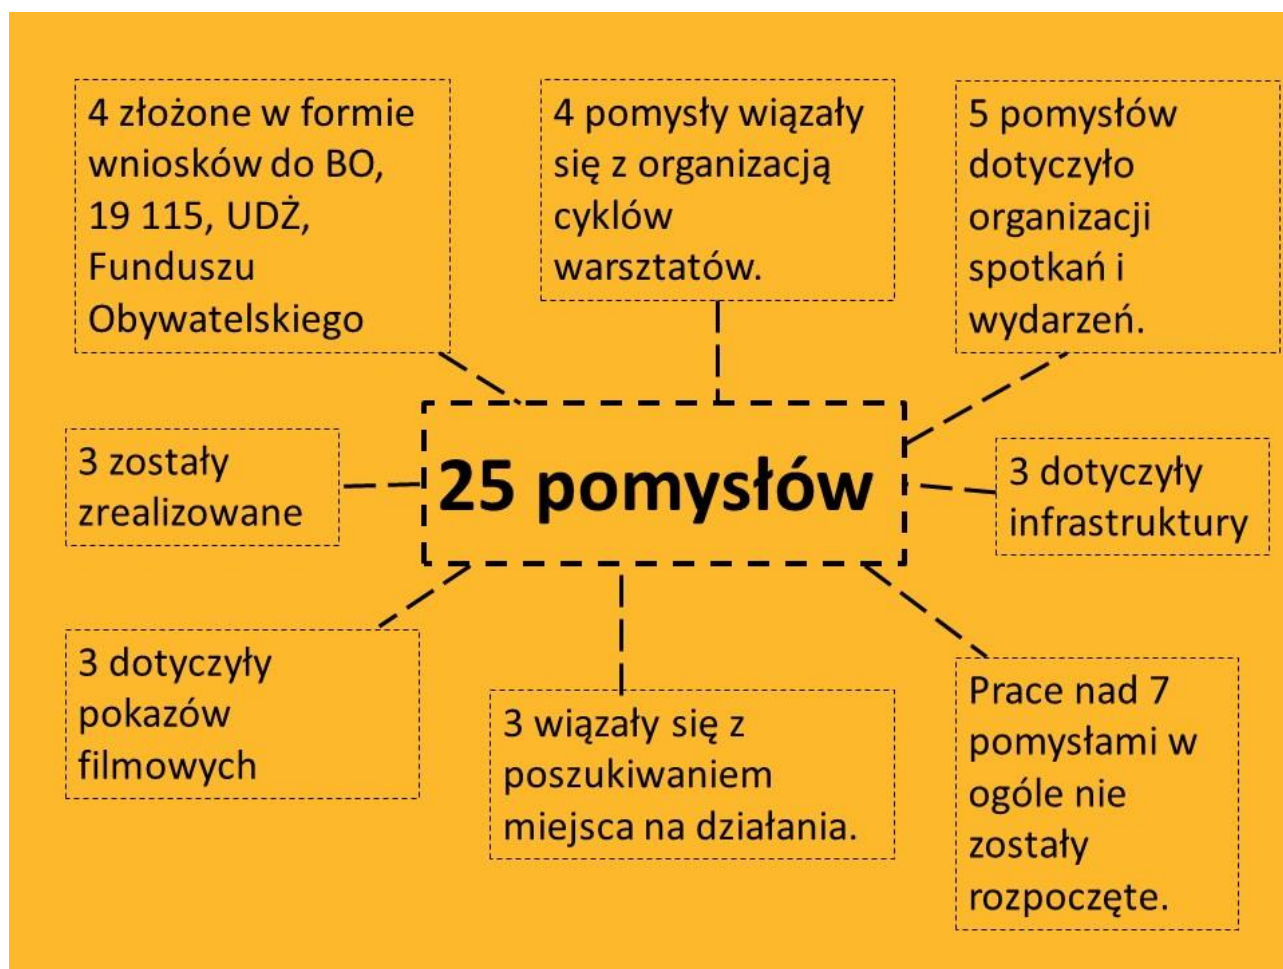 4 złożone w formie
wniosków do BO,
19 115, UDŻ,
Funduszu
Obywatelskiego
4 pomysły wiązały
się z organizacją
cyklów
warsztatów.
5 pomysłów
dotyczyło
organizacji
spotkań i
wydarzeń.
3 zostały
zrealizowane
25 pomysłów
3 dotyczyły
infrastruktury
3 dotyczyły
pokazów
filmowych
3 wiązały się z
poszukiwaniem
miejsca na działania.
Prace nad 7
pomysłami w
ogóle nie
zostały
rozpoczęte.